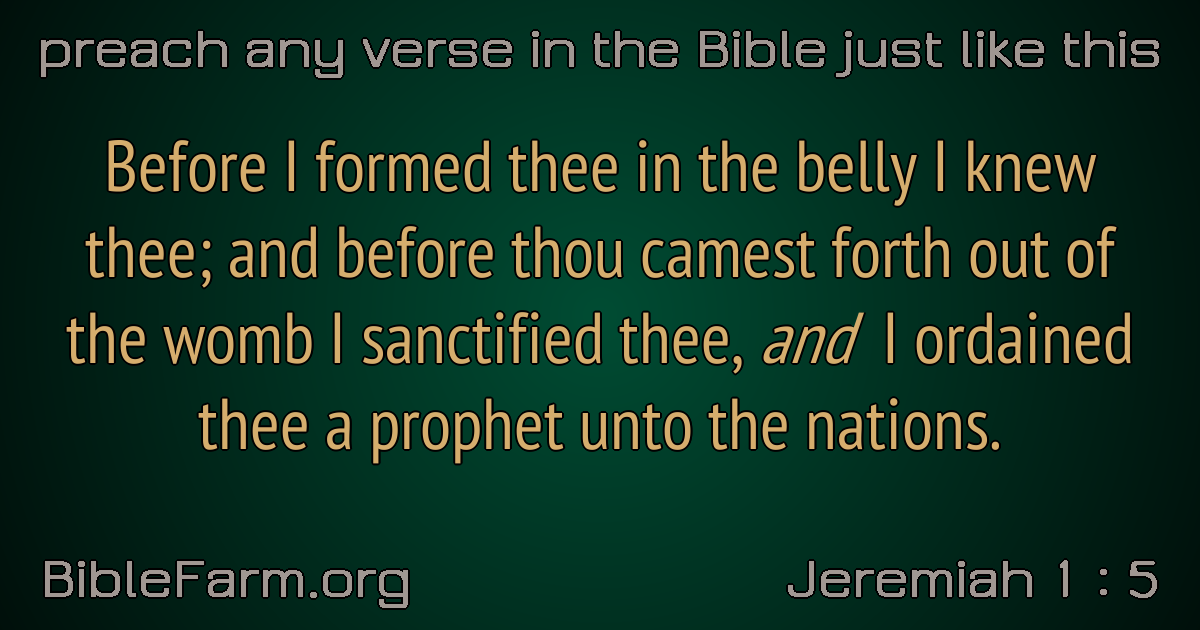 preach any verse in the Bible just like this
Before I formed thee in the belly I knew
thee; and before thou camest forth out of
the womb I sanctified thee, and I ordained
thee a prophet unto the nations.
BibleFarm.org
Jeremiah 1 : 5